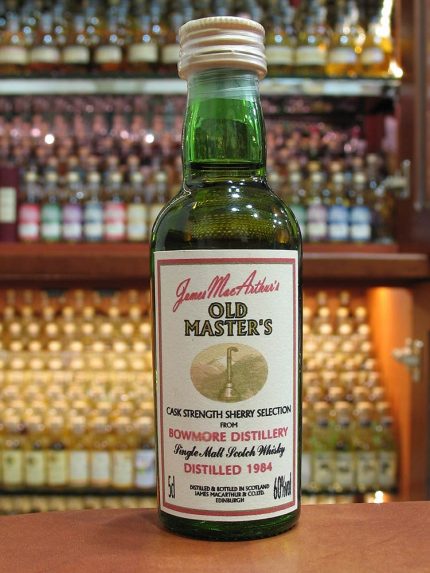 James MacArthur's
OLD
MASTER'S
CASK STRENGTH SHERRY SELECTION
FROM
BOWMORE DISTILLERY
Single Malt Scotch Whisky
DISTILLED 1984
5cl DISTILLED & BOTTLED IN SCOTLAND 60%vol
JAMES MACARTHUR & CO.LTD.
EDINBURGH